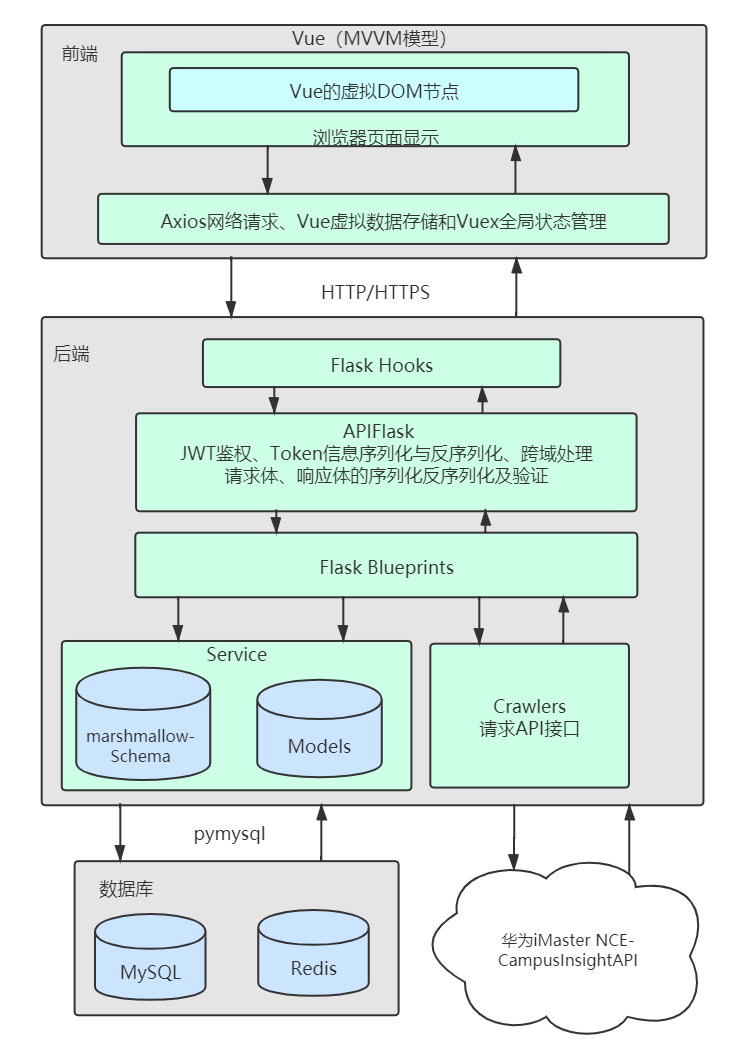 Vue（MVVM模型）
前端
Vue的虚拟DOM节点
浏览器页面显示
Axios网络请求、Vue虚拟数据存储和Vuex全局状态管理
HTTP/HTTPS
后端
Flask Hooks
APIFlask
JWT鉴权、Token信息序列化与反序列化、跨域处理
请求体、响应体的序列化反序列化及验证
Flask Blueprints
Service
marshmallow-
Schema
Models
Crawlers
请求API接口
pymysql
数据库
MySQL
Redis
华为iMaster NCE-
CampusInsightAPI